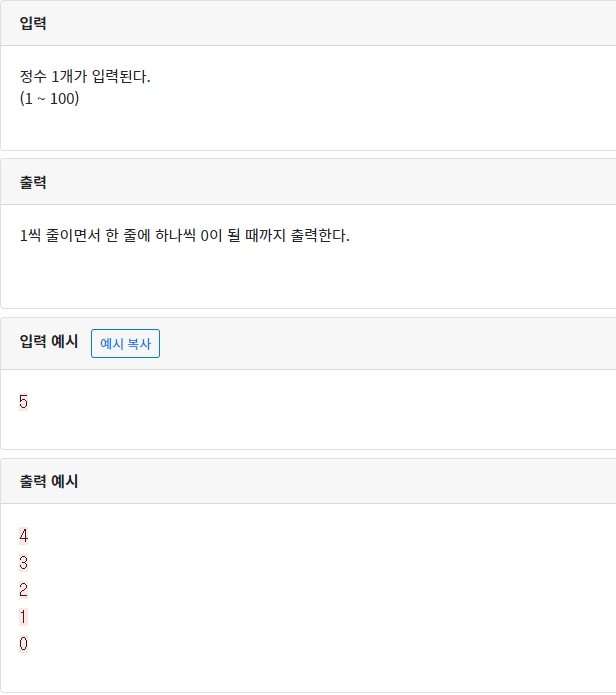 입력
정수 1개가 입력된다.
(1 ~ 100)
출력
1씩 줄이면서 한 줄에 하나씩 0이 될 때까지 출력한다.
입력 예시 예시 복사
5
출력 예시
4
3
2
1
0